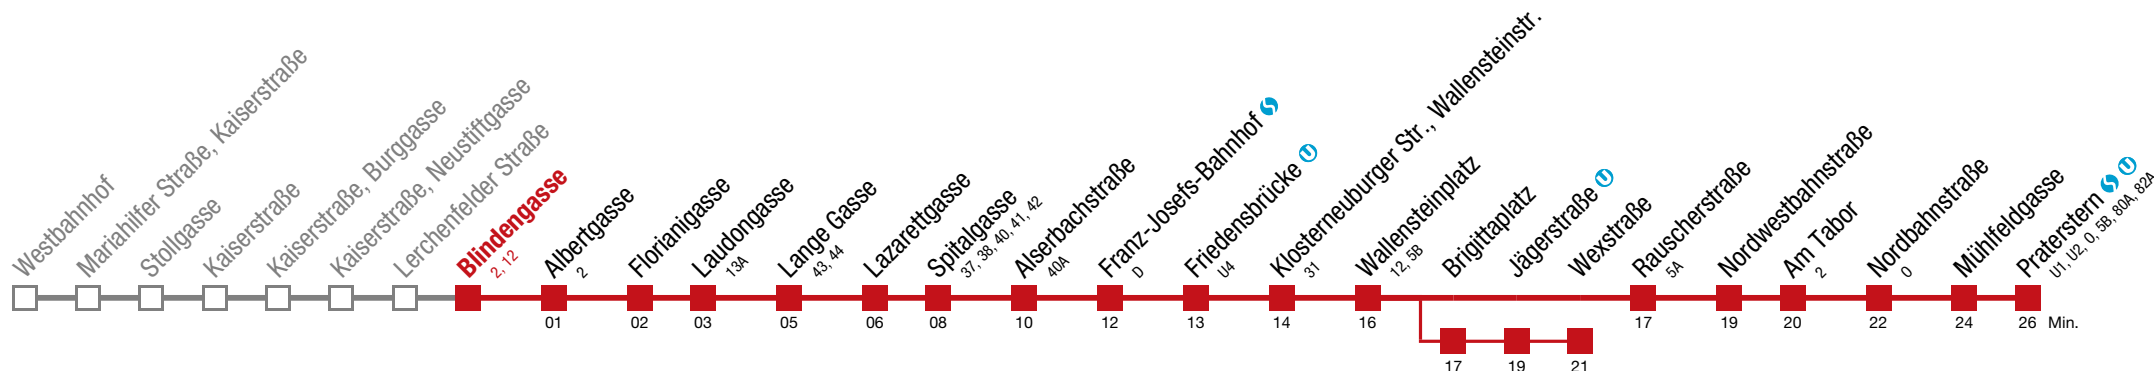 Westbahnhof
Mariahilfer Straße, Kaiserstraße
Stollgasse
Kaiserstraße
Kaiserstraße, Burggasse
Kaiserstraße, Neustiftgasse
Lerchenfelder Straße
Blindengasse
2, 12
Albertgasse
2
Florianigasse
Laudongasse
13A
Lange Gasse
43, 44
Lazarettgasse
Spitalgasse
37, 38, 40, 41, 42
Alserbachstraße
40A
Franz-Josefs-Bahnhof
D
Friedensbrücke U
U4
Klosterneuburger Str., Wallensteinstr.
31
Wallensteinplatz
12, 5B
Brigittaplatz
Jägerstraße U
Wexstraße
Rauscherstraße
5A
Nordwestbahnstraße
Am Tabor
2
Nordbahnstraße
O
Mühlfeldgasse
Praterstern S U
U1, U2, O, 5B, 80A, 82A
01 02 03 05 06 08 10 12 13 14 16 17 19 20 22 24 26 Min.
17 19 21